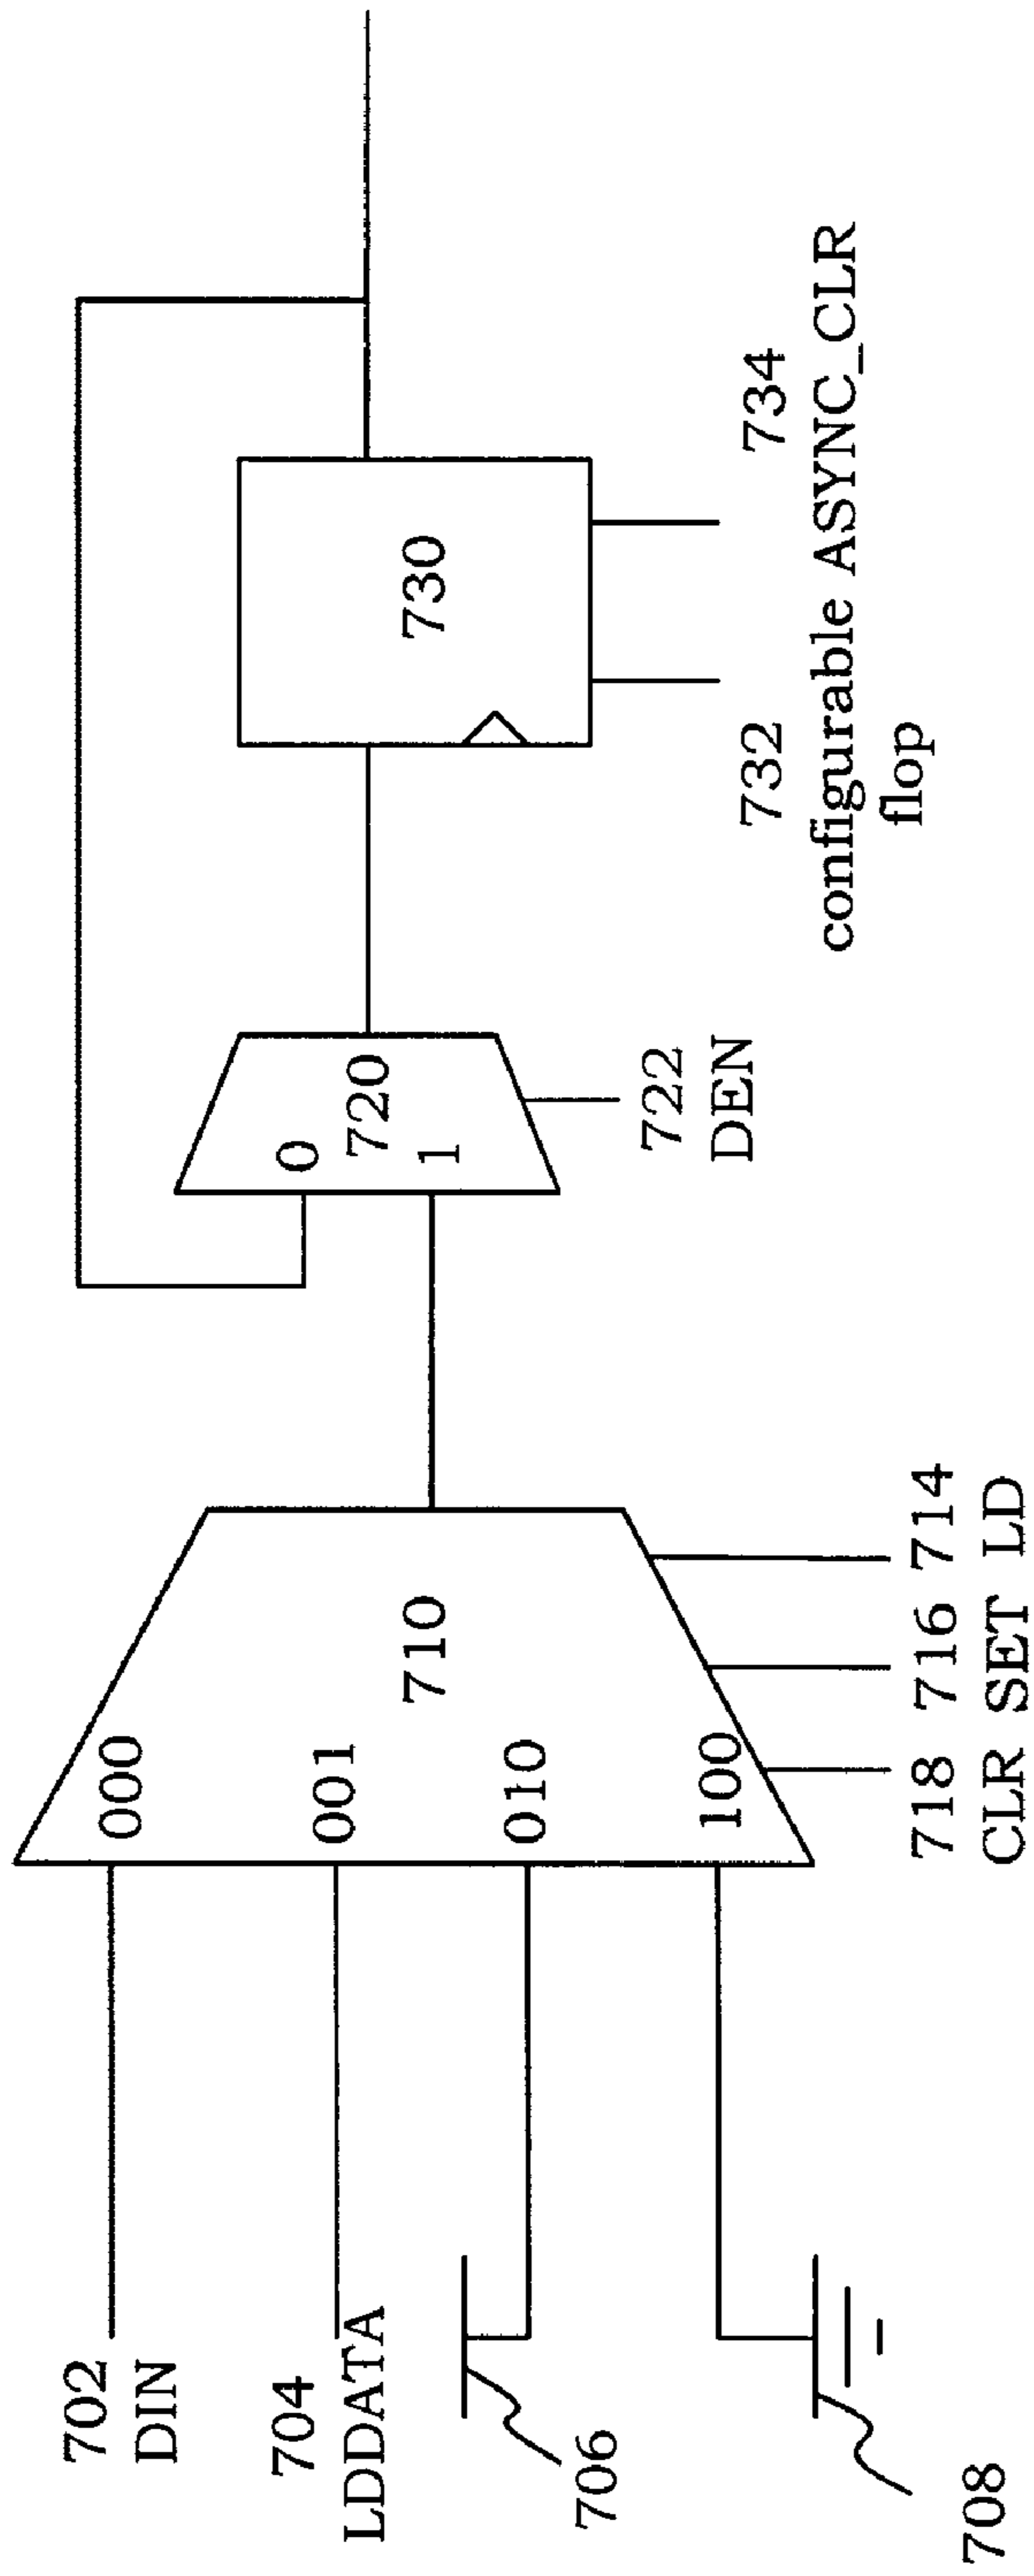 702
DIN
704
LDDATA
706
708
000
001
010
100
710
718 716 714
CLR SET LD
0
720
1
722
DEN
730
732 734
configurable ASYNC_CLR
flop